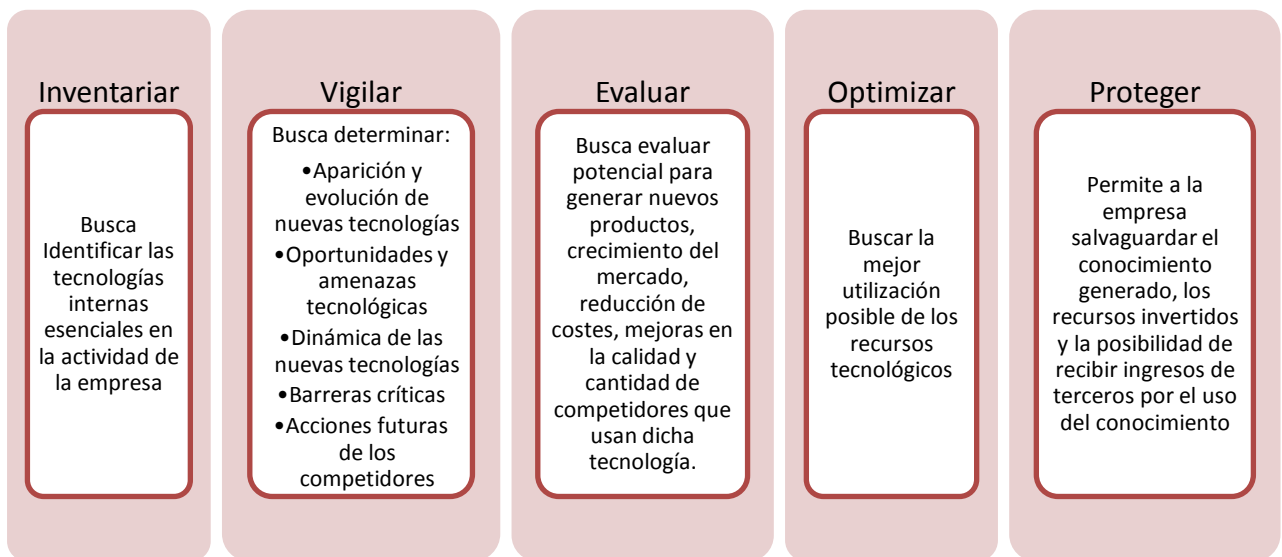 Inventariar
Busca
Identificar las
tecnologías
internas
esenciales en
la actividad de
la empresa
Vigilar
Busca determinar:
•Aparición y
evolución de
nuevas tecnologías
•Oportunidades y
amenazas
tecnológicas
•Dinámica de las
nuevas tecnologías
•Barreras críticas
•Acciones futuras
de los
competidores
Evaluar
Busca evaluar
potencial para
generar nuevos
productos,
crecimiento del
mercado,
reducción de
costes, mejoras en
la calidad y
cantidad de
competidores que
usan dicha
tecnología.
Optimizar
Buscar la
mejor
utilización
posible de los
recursos
tecnológicos
Proteger
Permite a la
empresa
salvaguardar el
conocimiento
generado, los
recursos invertidos
y la posibilidad de
recibir ingresos de
terceros por el uso
del conocimiento